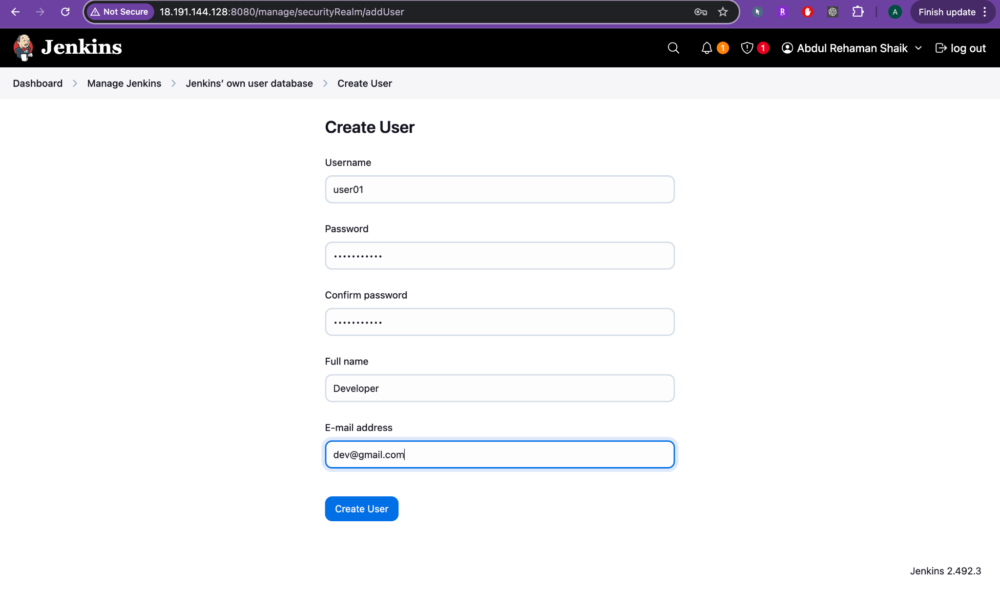 Not Secure 18.191.144.128:8080/manage/securityRealm/addUser R A Finish update
Jenkins 1 1 Abdul Rehaman Shaik log out
Dashboard Manage Jenkins Jenkins’ own user database Create User
Create User
Username
user01
Password
•••••••••••
Confirm password
•••••••••••
Full name
Developer
E-mail address
dev@gmail.com
Create User
Jenkins 2.492.3